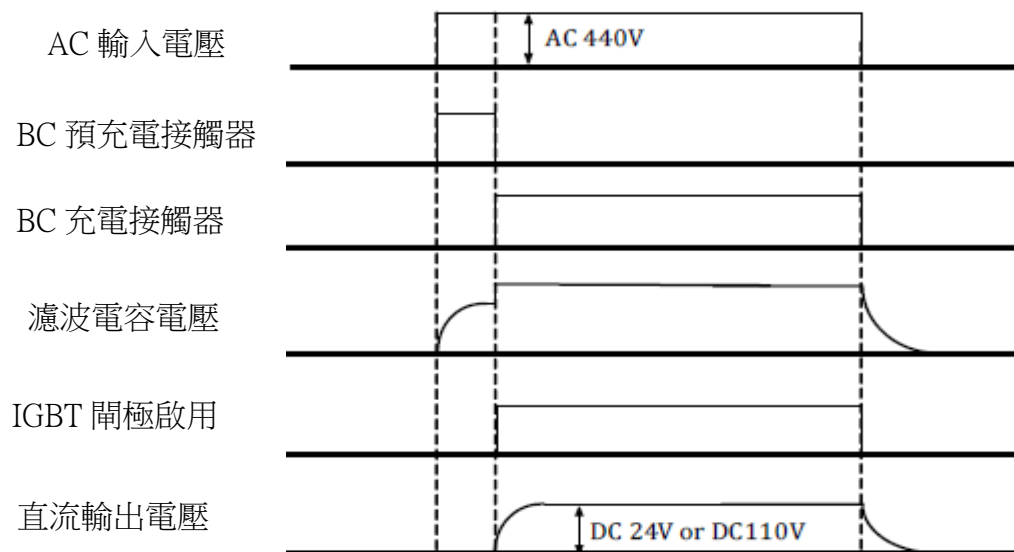 AC 輸入電壓
AC 440V
BC 預充電接觸器
BC 充電接觸器
濾波電容電壓
IGBT 閘極啟用
直流輸出電壓
DC 24V or DC110V